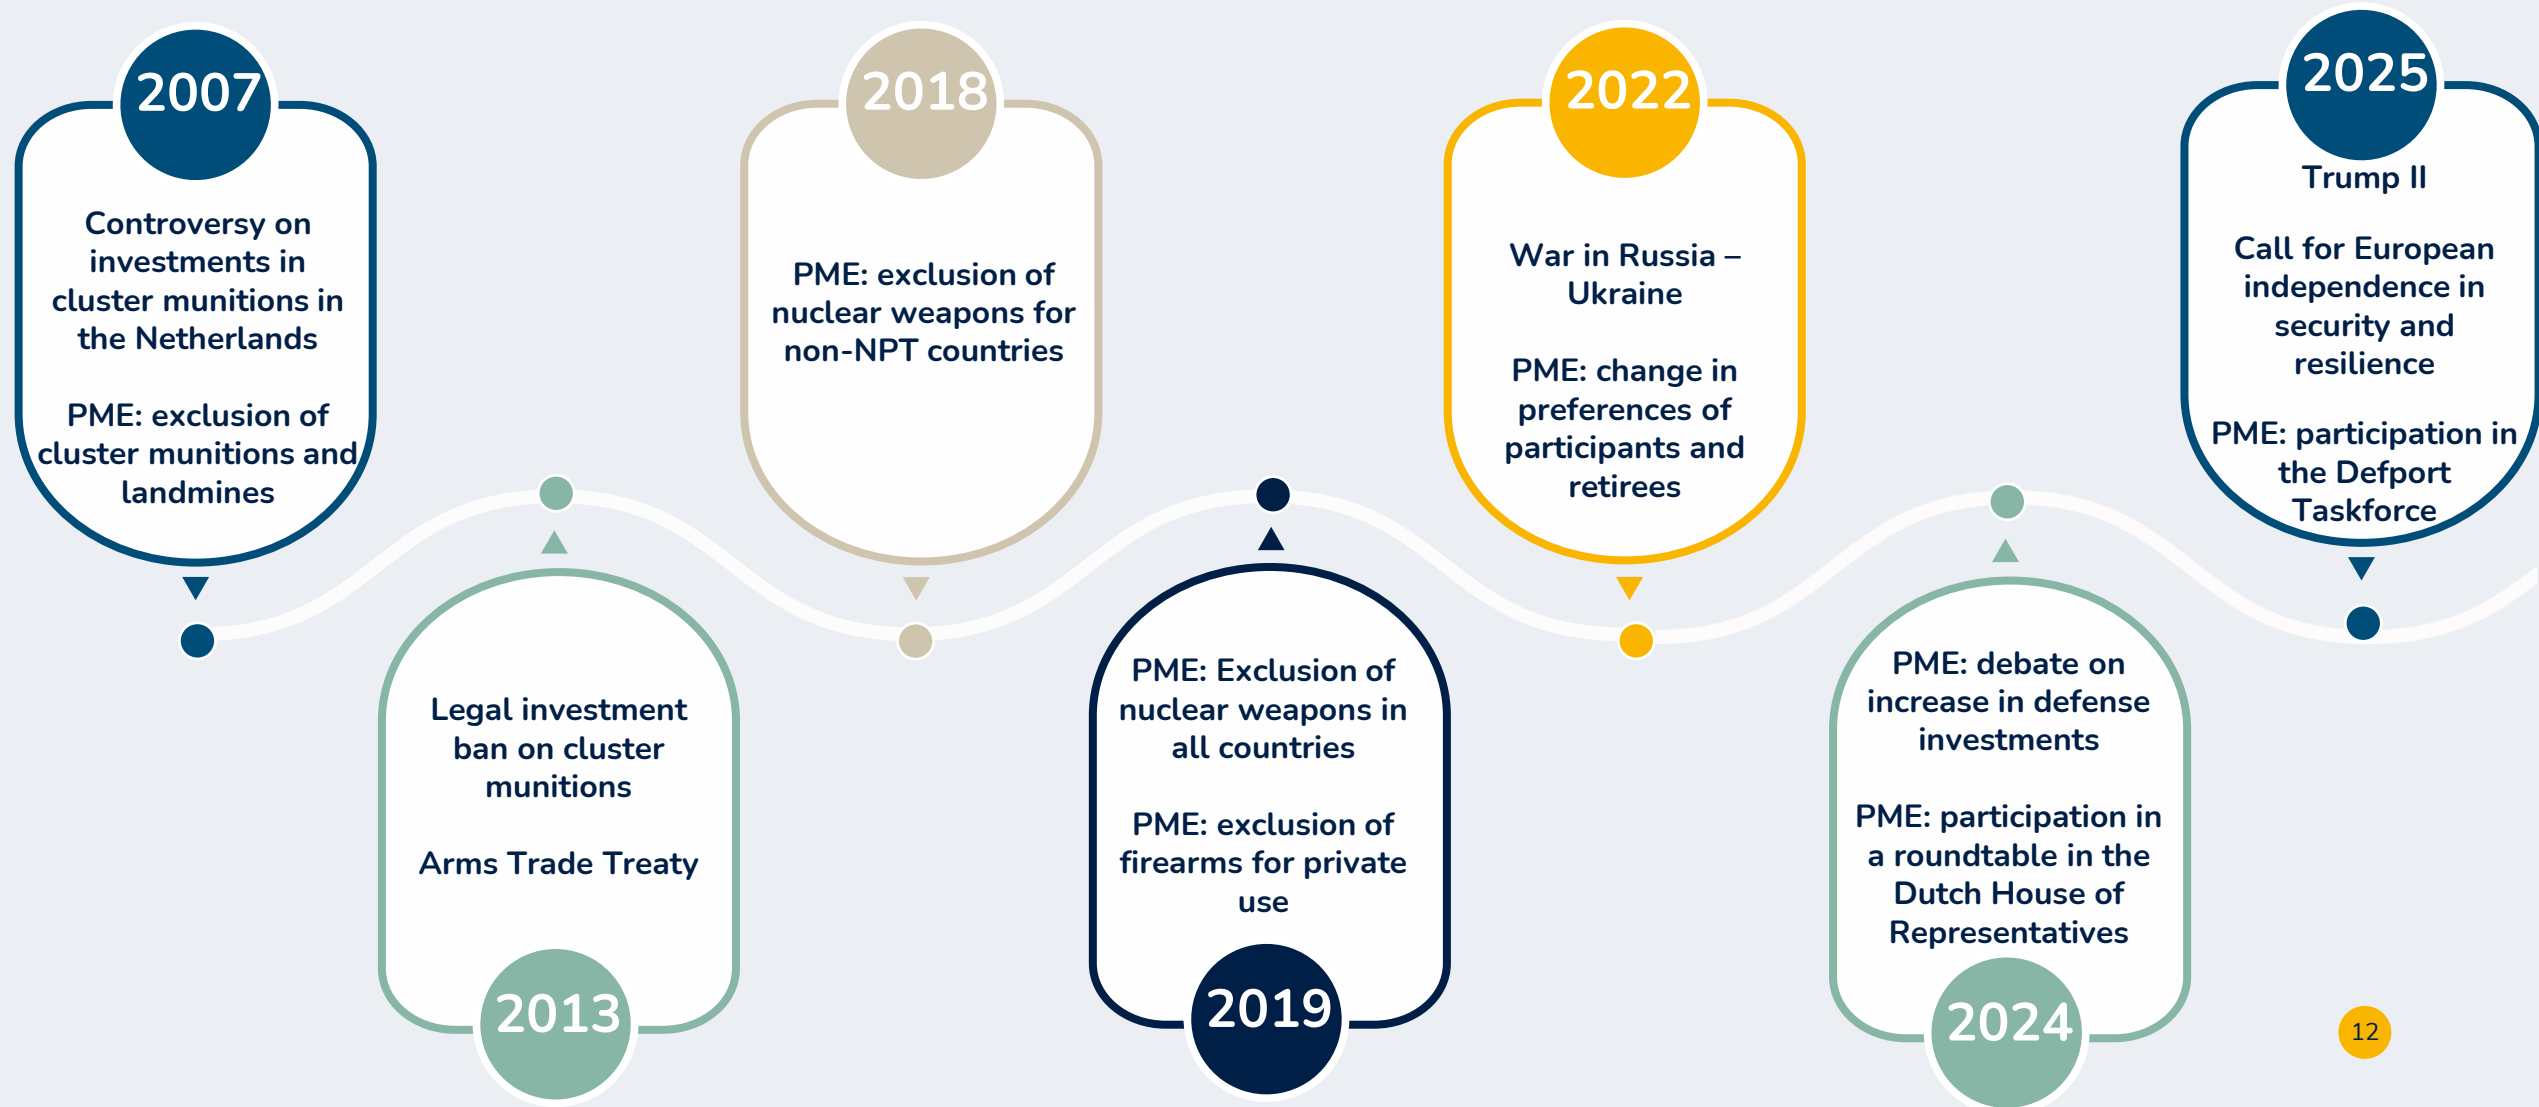 2007
Controversy on
investments in
cluster munitions in
the Netherlands
PME: exclusion of
cluster munitions and
landmines
Legal investment
ban on cluster
munitions
Arms Trade Treaty
2013
2018
PME: exclusion of
nuclear weapons for
non-NPT countries
PME: Exclusion of
nuclear weapons in
all countries
PME: exclusion of
firearms for private
use
2019
2022
War in Russia –
Ukraine
PME: change in
preferences of
participants and
retirees
PME: debate on
increase in defense
investments
PME: participation in
a roundtable in the
Dutch House of
Representatives
2024
2025
Trump II
Call for European
independence in
security and
resilience
PME: participation in
the Defport
Taskforce
12